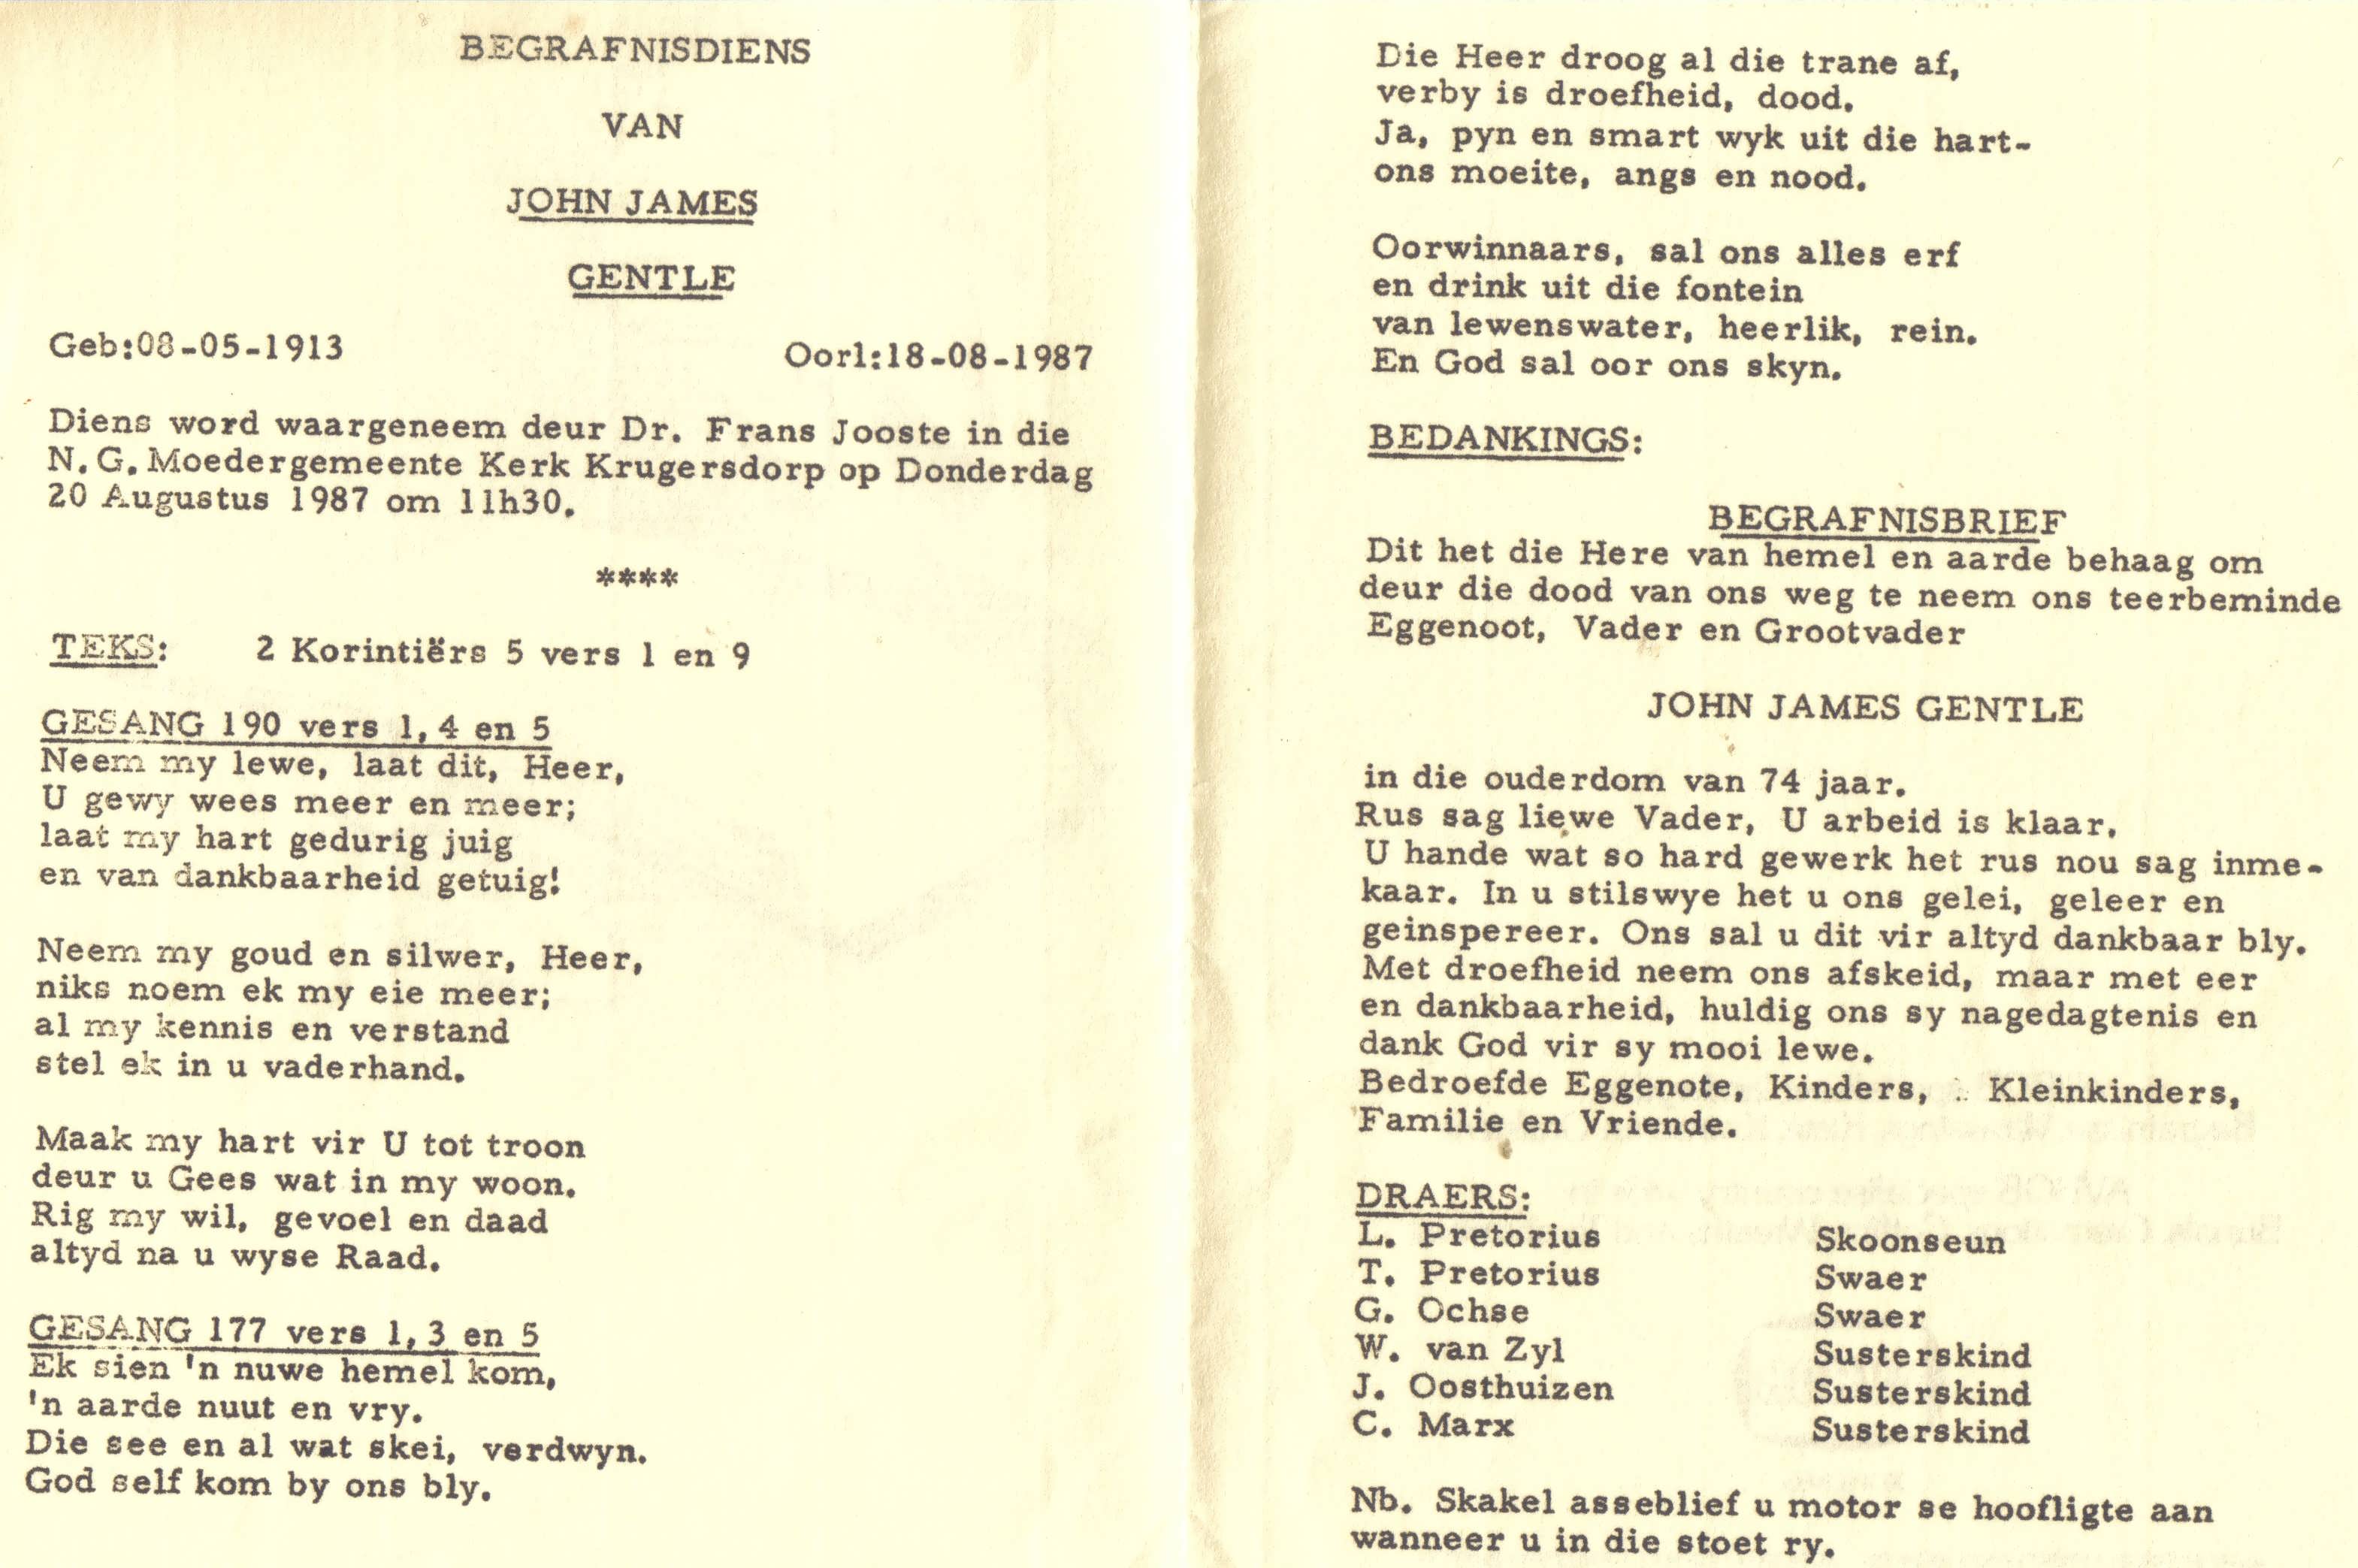 BEGRAFNISDIENS
VAN
JOHN JAMES
GENTLE
Geb:08-05-1913 Oorl:18-08-1987
Diens word waargeneem deur Dr. Frans Jooste in die
N.G. Moedergemeente Kerk Krugersdorp op Donderdag
20 Augustus 1987 om 11h30.
****
TEKS: 2 Korintiërs 5 vers 1 en 9
GESANG 190 vers 1, 4 en 5
Neem my lewe, laat dit, Heer,
U gewy wees meer en meer;
laat my hart gedurig juig
en van dankbaarheid getuig!
Neem my goud en silwer, Heer,
niks noem ek my eie meer;
al my kennis en verstand
stel ek in u vaderhand.
Maak my hart vir U tot troon
deur u Gees wat in my woon.
Rig my wil, gevoel en daad
altyd na u wyse Raad.
GESANG 177 vers 1, 3 en 5
Ek sien 'n nuwe hemel kom,
'n aarde nuut en vry.
Die see en al wat skei, verdwyn.
God self kom by ons bly.
Die Heer droog al die trane af,
verby is droefheid, dood.
Ja, pyn en smart wyk uit die hart-
ons moeite, angs en nood.
Oorwinnaars, sal ons alles erf
en drink uit die fontein
van lewenswater, heerlik, rein.
En God sal oor ons skyn.
BEDANKINGS:
BEGRAFNISBRIEF
Dit het die Here van hemel en aarde behaag om
deur die dood van ons weg te neem ons teerbeminde
Eggenoot, Vader en Grootvader
JOHN JAMES GENTLE
in die ouderdom van 74 jaar.
Rus sag liewe Vader, U arbeid is klaar.
U hande wat so hard gewerk het rus nou sag inme-
kaar. In u stilswye het u ons gelei, geleer en
geinspereer. Ons sal u dit vir altyd dankbaar bly.
Met droefheid neem ons afskeid, maar met eer
en dankbaarheid, huldig ons sy nagedagtenis en
dank God vir sy mooi lewe.
Bedroefde Eggenote, Kinders, Kleinkinders,
Familie en Vriende.
DRAERS:
L. Pretorius Skoonseun
T. Pretorius Swaer
G. Ochse Swaer
W. van Zyl Susterskind
J. Oosthuizen Susterskind
C. Marx Susterskind
Nb. Skakel asseblief u motor se hoofligte aan
wanneer u in die stoet ry.